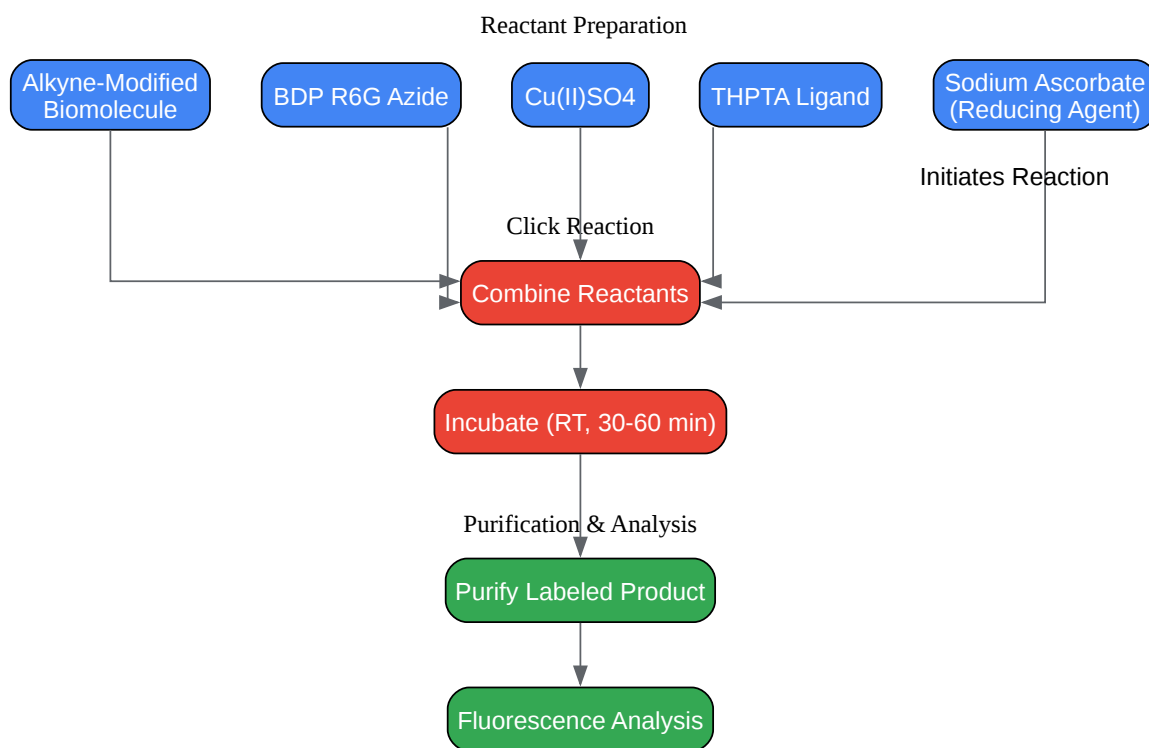 Reactant Preparation
Alkyne-Modified
Biomolecule
BDP R6G Azide
Cu(II)SO4
THPTA Ligand
Sodium Ascorbate
(Reducing Agent)
Initiates Reaction
Click Reaction
Combine Reactants
Incubate (RT, 30-60 min)
Purification & Analysis
Purify Labeled Product
Fluorescence Analysis